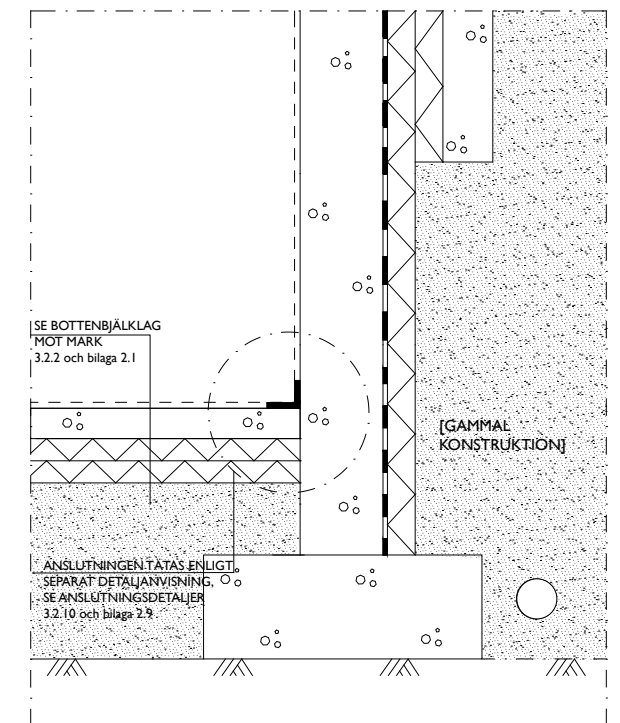 SE BOTTENBJÄLKLAG
MOT MARK
3.2.2 och bilaga 2.1
[GAMMAL
KONSTRUKTION]
ANSLUTNINGEN TÄTAS ENLIGT
SEPARAT DETALJANVISNING,
SE ANSLUTNINGSDETALJER
3.2.10 och bilaga 2.9